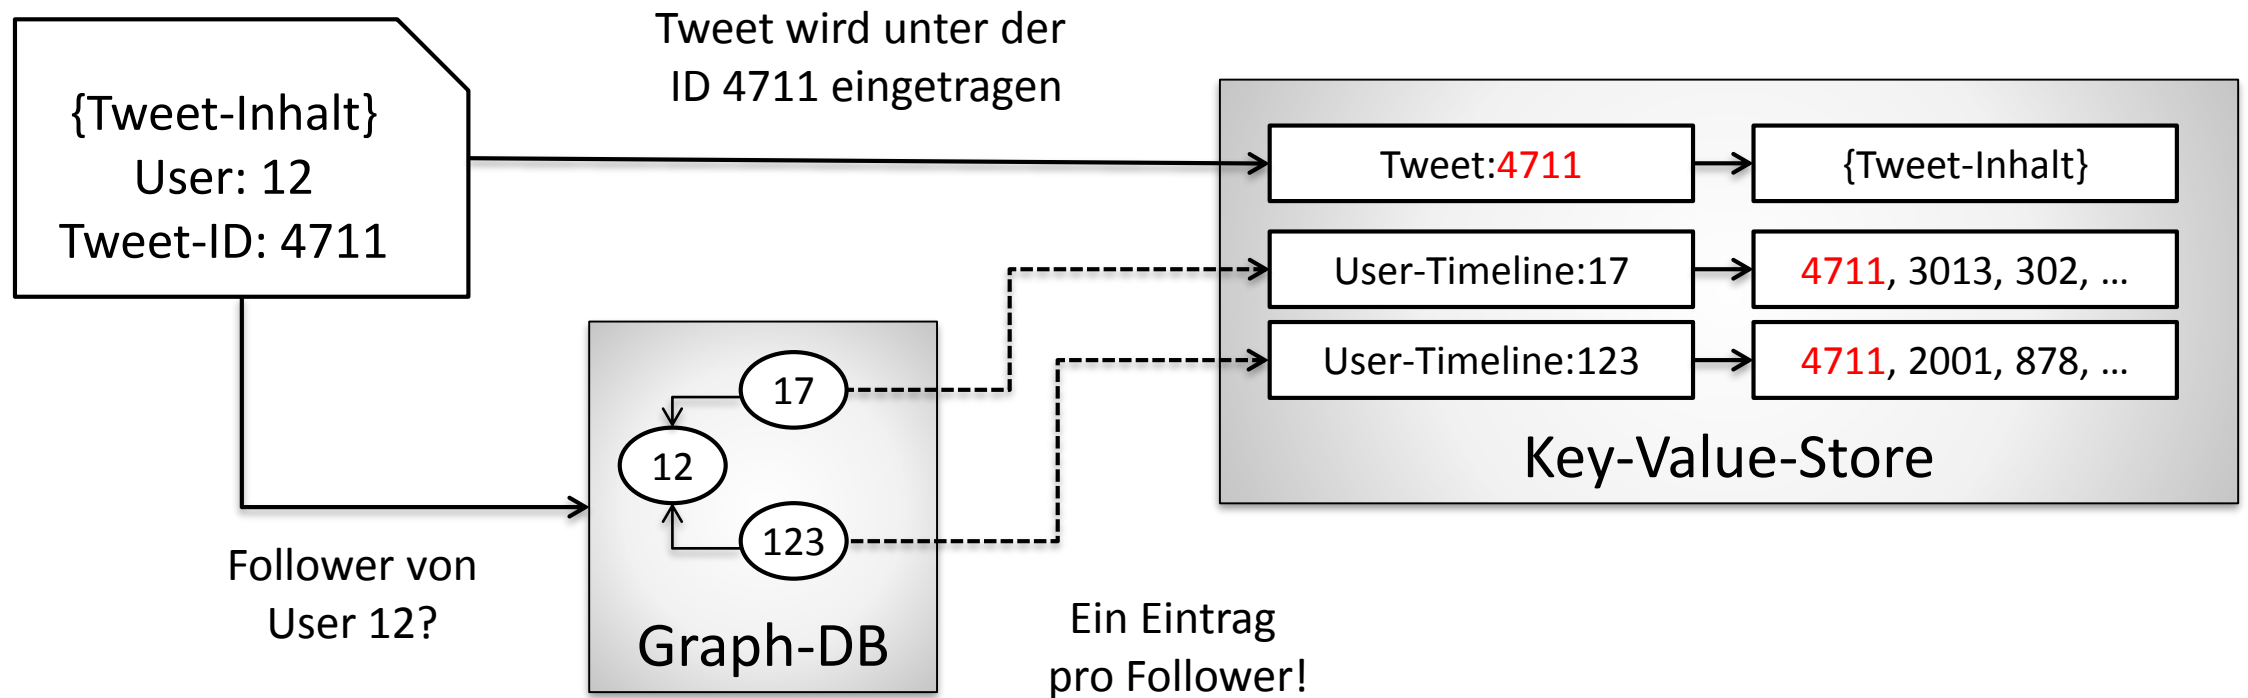 {Tweet-Inhalt}
User: 12
Tweet-ID: 4711
Tweet wird unter der
ID 4711 eingetragen
Tweet:4711
{Tweet-Inhalt}
User-Timeline:17
4711, 3013, 302, ...
User-Timeline:123
4711, 2001, 878, ...
Key-Value-Store
17
12
123
Graph-DB
Follower von
User 12?
Ein Eintrag
pro Follower!